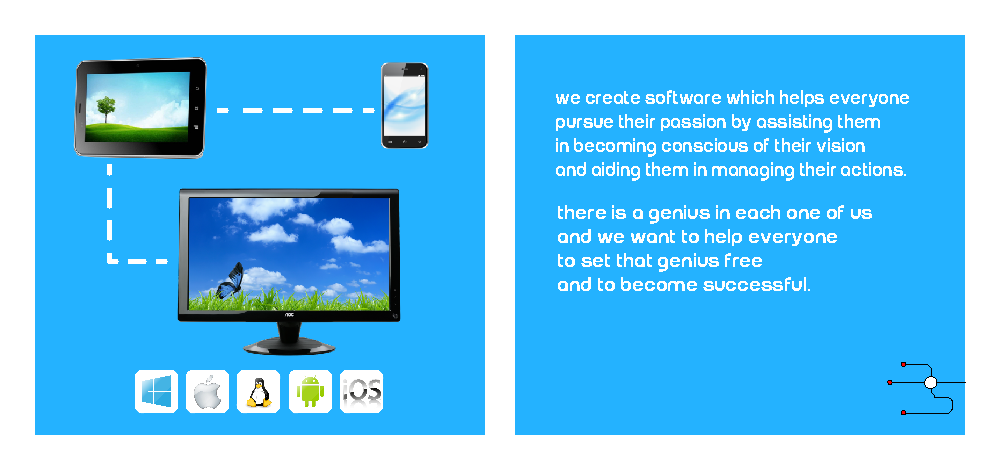 AOC
iOS
we create software which helps everyone
pursue their passion by assisting them
in becoming conscious of their vision
and aiding them in managing their actions.
there is a genius in each one of us
and we want to help everyone
to set that genius free
and to become successful.